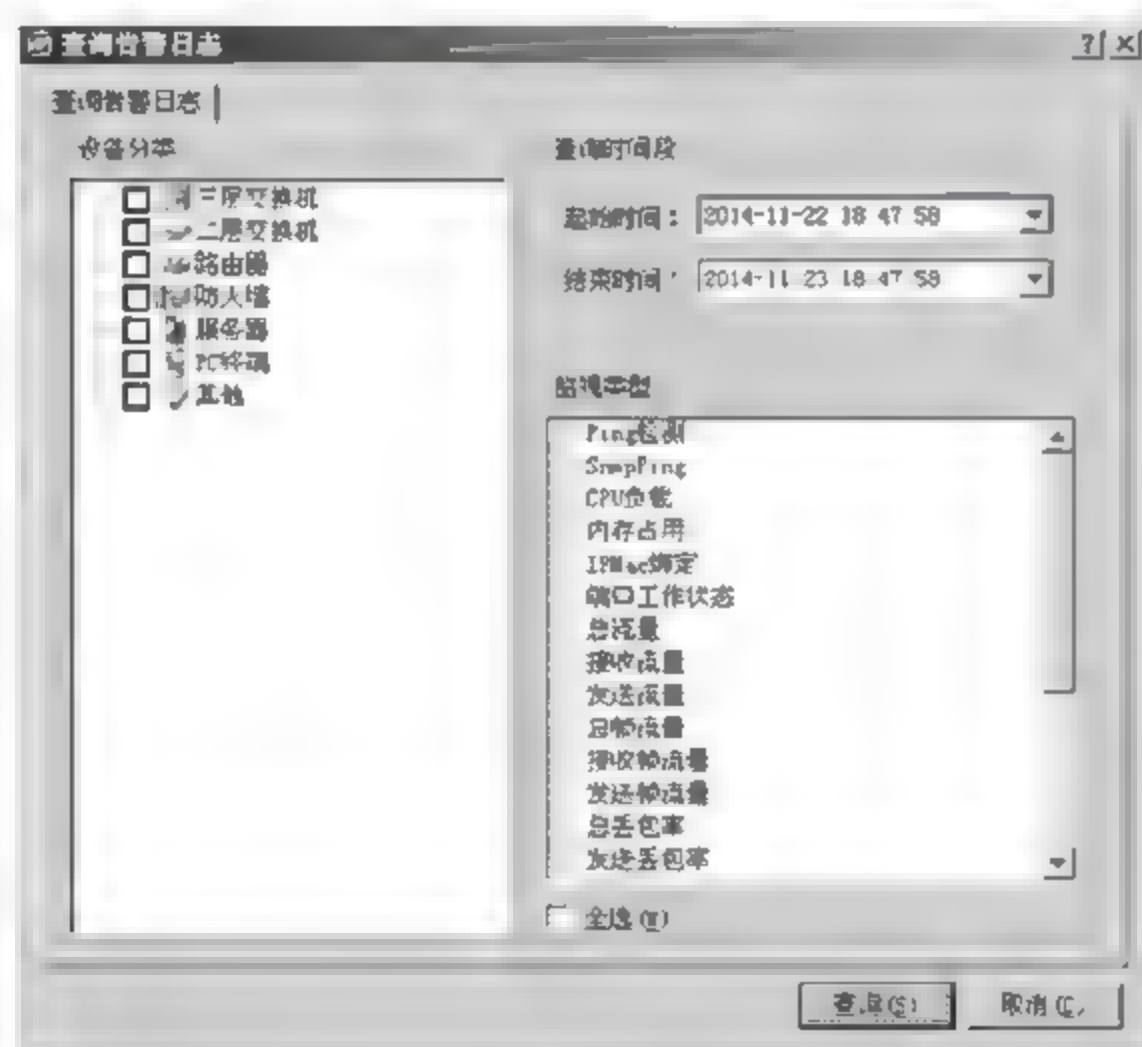 查询告警日志
查询告警日志
设备分类
三层交换机
二层交换机
路由器
防火墙
服务器
PC终端
其他
查询时间段
起始时间: 2014-11-22 18 47 58
结束时间: 2014-11-23 18 47 58
监视类型
Ping检测
SnmpPing
CPU负载
内存占用
IPMac绑定
端口工作状态
总流量
接收流量
发送流量
总帧流量
接收帧流量
发送帧流量
总丢包率
发送丢包率
全选(W)
查询(S)
取消(C)